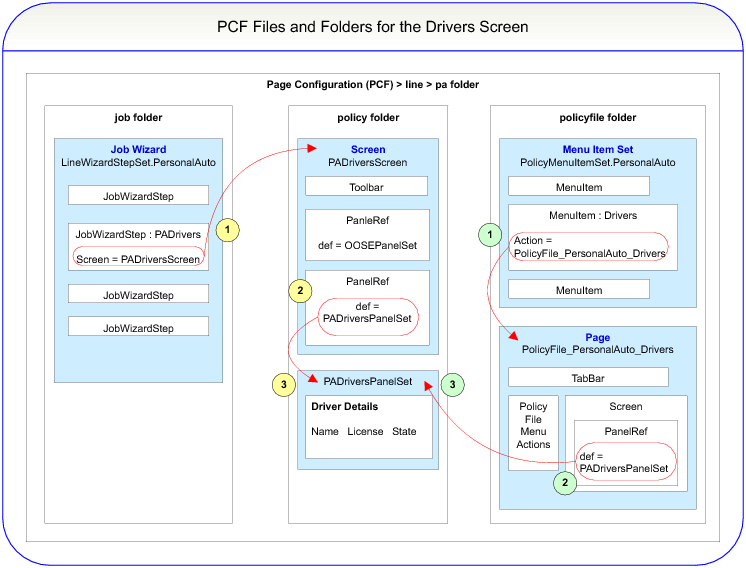 PCF Files and Folders for the Drivers Screen
Page Configuration (PCF) > line > pa folder
job folder
Job Wizard
LineWizardStepSet.PersonalAuto
JobWizardStep
JobWizardStep : PADrivers
Screen = PADriversScreen
1
JobWizardStep
JobWizardStep
policy folder
Screen
PADriversScreen
Toolbar
PanleRef
def = OOSEPanelSet
PanelRef
2
def =
PADriversPanelSet
3
PADriversPanelSet
3
Driver Details
Name License State
policyfile folder
Menu Item Set
PolicyMenuItemSet.PersonalAuto
MenuItem
MenuItem : Drivers
1
Action =
PolicyFile_PersonalAuto_Drivers
MenuItem
Page
PolicyFile_PersonalAuto_Drivers
TabBar
Policy
File
Menu
Actions
Screen
PanelRef
def =
PADriversPanelSet
2